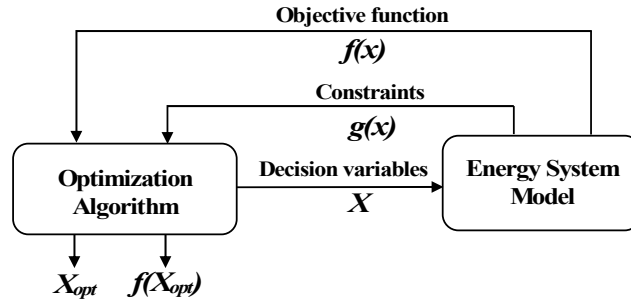 Objective function
f(x)
Constraints
g(x)
Optimization
Algorithm
Decision variables
X
Energy System
Model
Xopt
f(Xopt)